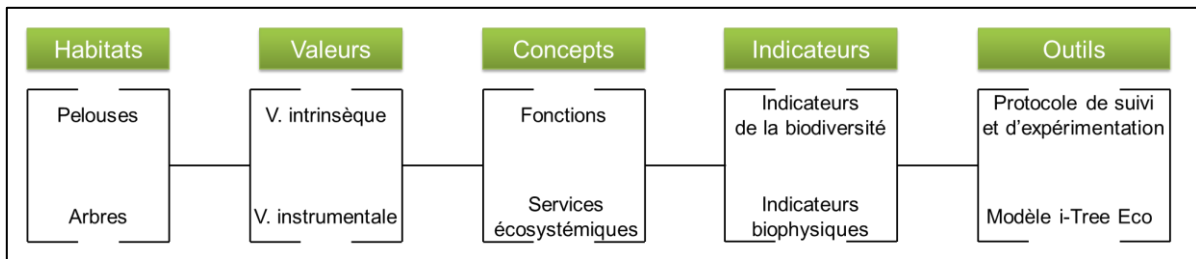 Habitats
Valeurs
Concepts
Indicateurs
Outils
Pelouses
V. intrinsèque
Fonctions
Indicateurs
de la biodiversité
Protocole de suivi
et d'expérimentation
Arbres
V. instrumentale
Services
écosystémiques
Indicateurs
biophysiques
Modèle i-Tree Eco